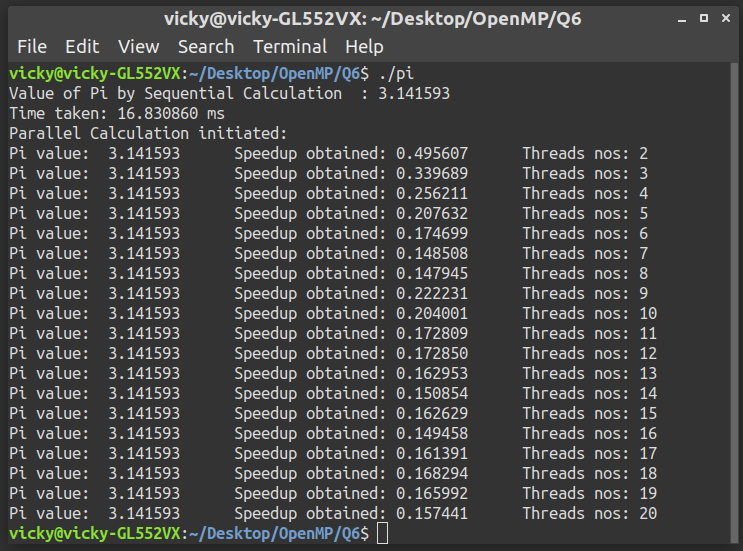 vicky@vicky-GL552VX: ~/Desktop/OpenMP/Q6
File Edit View Search Terminal Help
vicky@vicky-GL552VX:~/Desktop/OpenMP/Q6$ ./pi
Value of Pi by Sequential Calculation  : 3.141593
Time taken: 16.830860 ms
Parallel Calculation initiated:
Pi value:  3.141593      Speedup obtained: 0.495607      Threads nos: 2
Pi value:  3.141593      Speedup obtained: 0.339689      Threads nos: 3
Pi value:  3.141593      Speedup obtained: 0.256211      Threads nos: 4
Pi value:  3.141593      Speedup obtained: 0.207632      Threads nos: 5
Pi value:  3.141593      Speedup obtained: 0.174699      Threads nos: 6
Pi value:  3.141593      Speedup obtained: 0.148508      Threads nos: 7
Pi value:  3.141593      Speedup obtained: 0.147945      Threads nos: 8
Pi value:  3.141593      Speedup obtained: 0.222231      Threads nos: 9
Pi value:  3.141593      Speedup obtained: 0.204001      Threads nos: 10
Pi value:  3.141593      Speedup obtained: 0.172809      Threads nos: 11
Pi value:  3.141593      Speedup obtained: 0.172850      Threads nos: 12
Pi value:  3.141593      Speedup obtained: 0.162953      Threads nos: 13
Pi value:  3.141593      Speedup obtained: 0.150854      Threads nos: 14
Pi value:  3.141593      Speedup obtained: 0.162629      Threads nos: 15
Pi value:  3.141593      Speedup obtained: 0.149458      Threads nos: 16
Pi value:  3.141593      Speedup obtained: 0.161391      Threads nos: 17
Pi value:  3.141593      Speedup obtained: 0.168294      Threads nos: 18
Pi value:  3.141593      Speedup obtained: 0.165992      Threads nos: 19
Pi value:  3.141593      Speedup obtained: 0.157441      Threads nos: 20
vicky@vicky-GL552VX:~/Desktop/OpenMP/Q6$